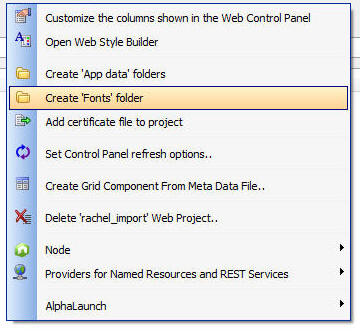 Customize the columns shown in the Web Control Panel
Open Web Style Builder
Create 'App data' folders
Create 'Fonts' folder
Add certificate file to project
Set Control Panel refresh options..
Create Grid Component From Meta Data File..
Delete 'rachel_import' Web Project..
Node
Providers for Named Resources and REST Services
AlphaLaunch